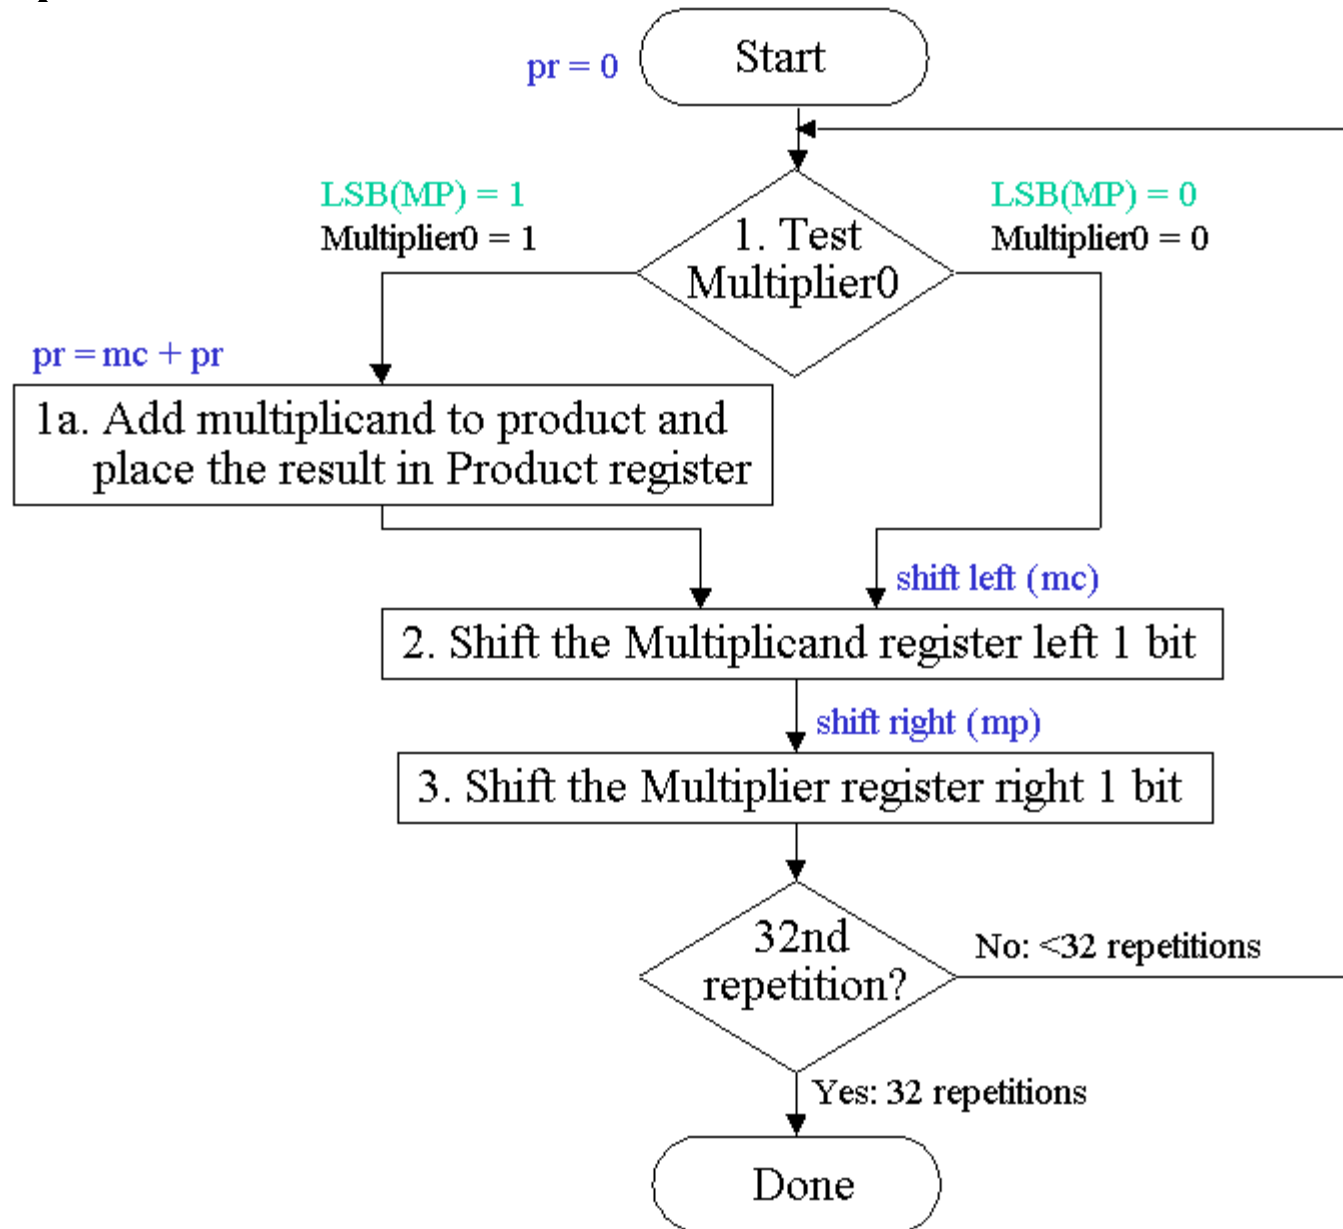 Start
pr = 0
LSB(MP) = 1
Multiplier0 = 1
1. Test
Multiplier0
LSB(MP) = 0
Multiplier0 = 0
pr = mc + pr
1a. Add multiplicand to product and
place the result in Product register
shift left (mc)
2. Shift the Multiplicand register left 1 bit
shift right (mp)
3. Shift the Multiplier register right 1 bit
32nd
repetition?
No: <32 repetitions
Yes: 32 repetitions
Done